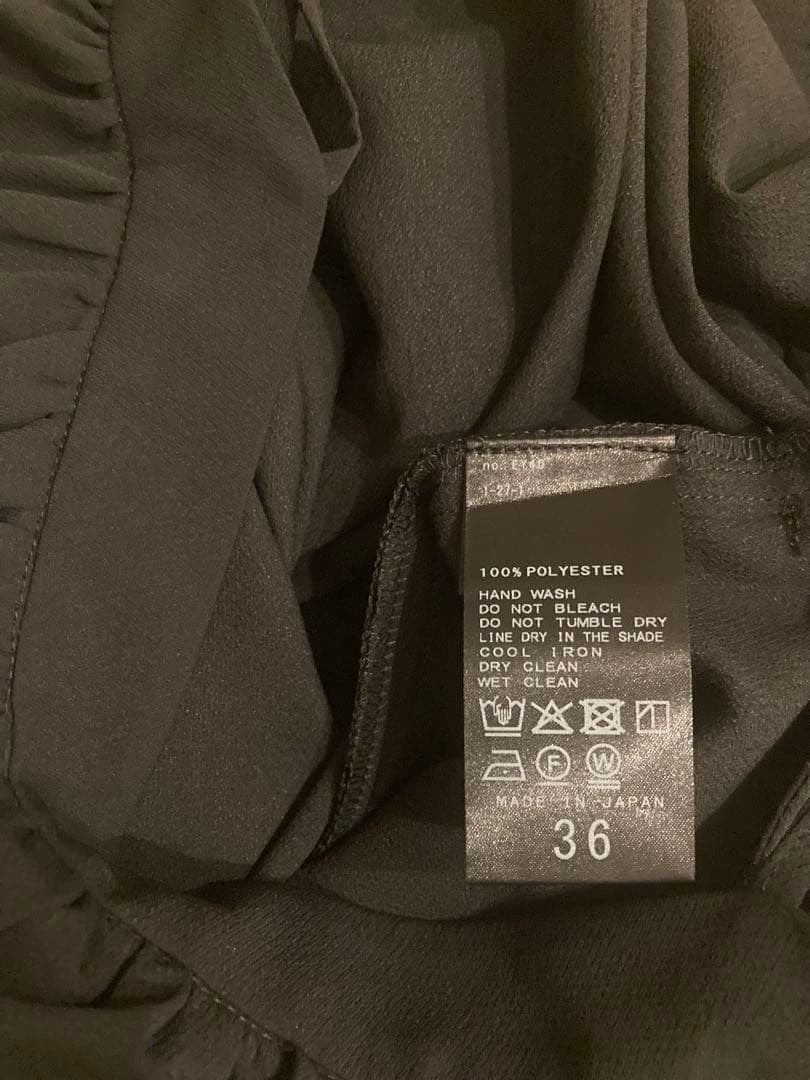 no.:
100% POLYESTER
HAND WASH
DO NOT BLEACH
DO NOT TUMBLE DRY
LINE DRY IN THE SHADE
COOL IRON
DRY CLEAN
WET CLEAN
F W
MADE IN JAPAN
36